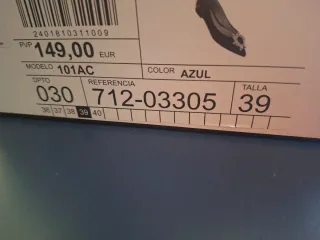 2401810311009
PVP 149,00 EUR
MODELO 101AC COLOR AZUL
DPTO REFERENCIA TALLA
030 712-03305 39
36 37 38 39 40